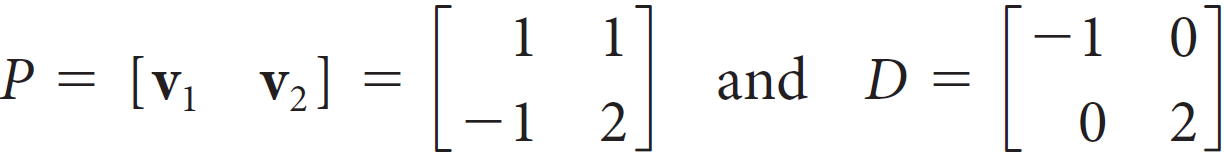 P = [v₁ v₂] = [1 1; −1 2] and D = [−1 0; 0 2]